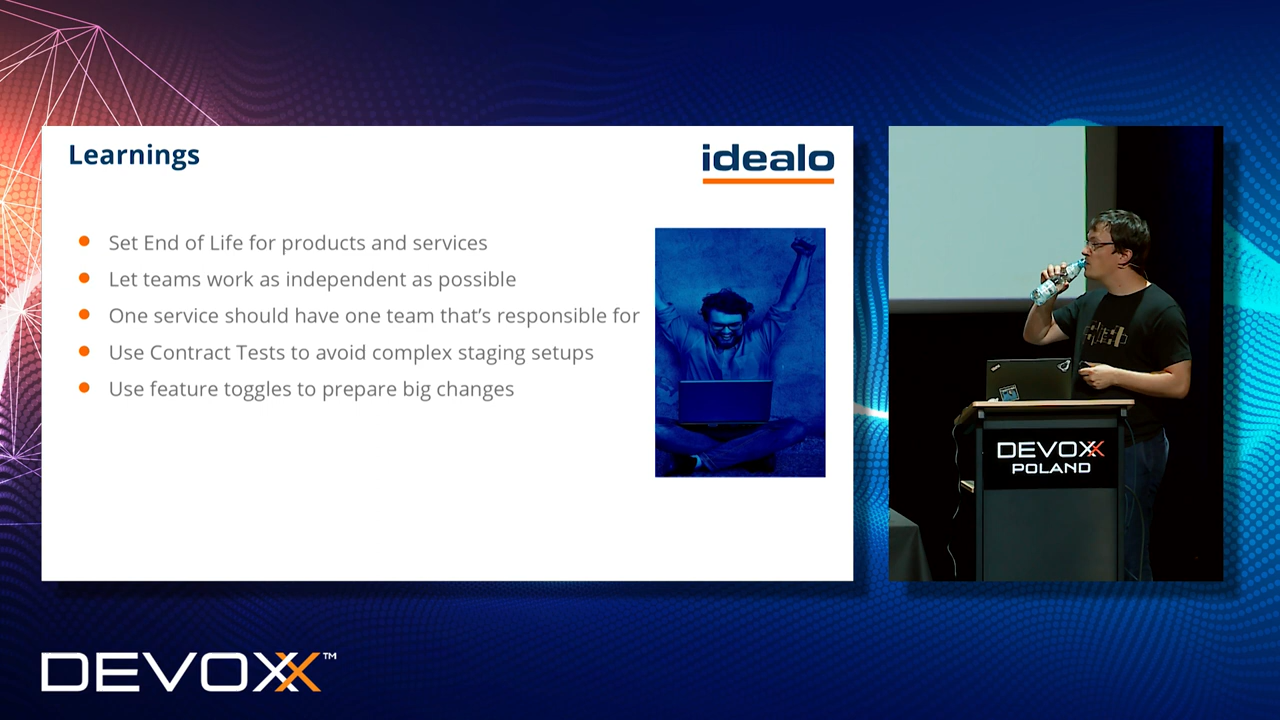 Learnings
idealo
Set End of Life for products and services
Let teams work as independent as possible
One service should have one team that’s responsible for
Use Contract Tests to avoid complex staging setups
Use feature toggles to prepare big changes
DEVOXX
POLAND
DEVOXX™